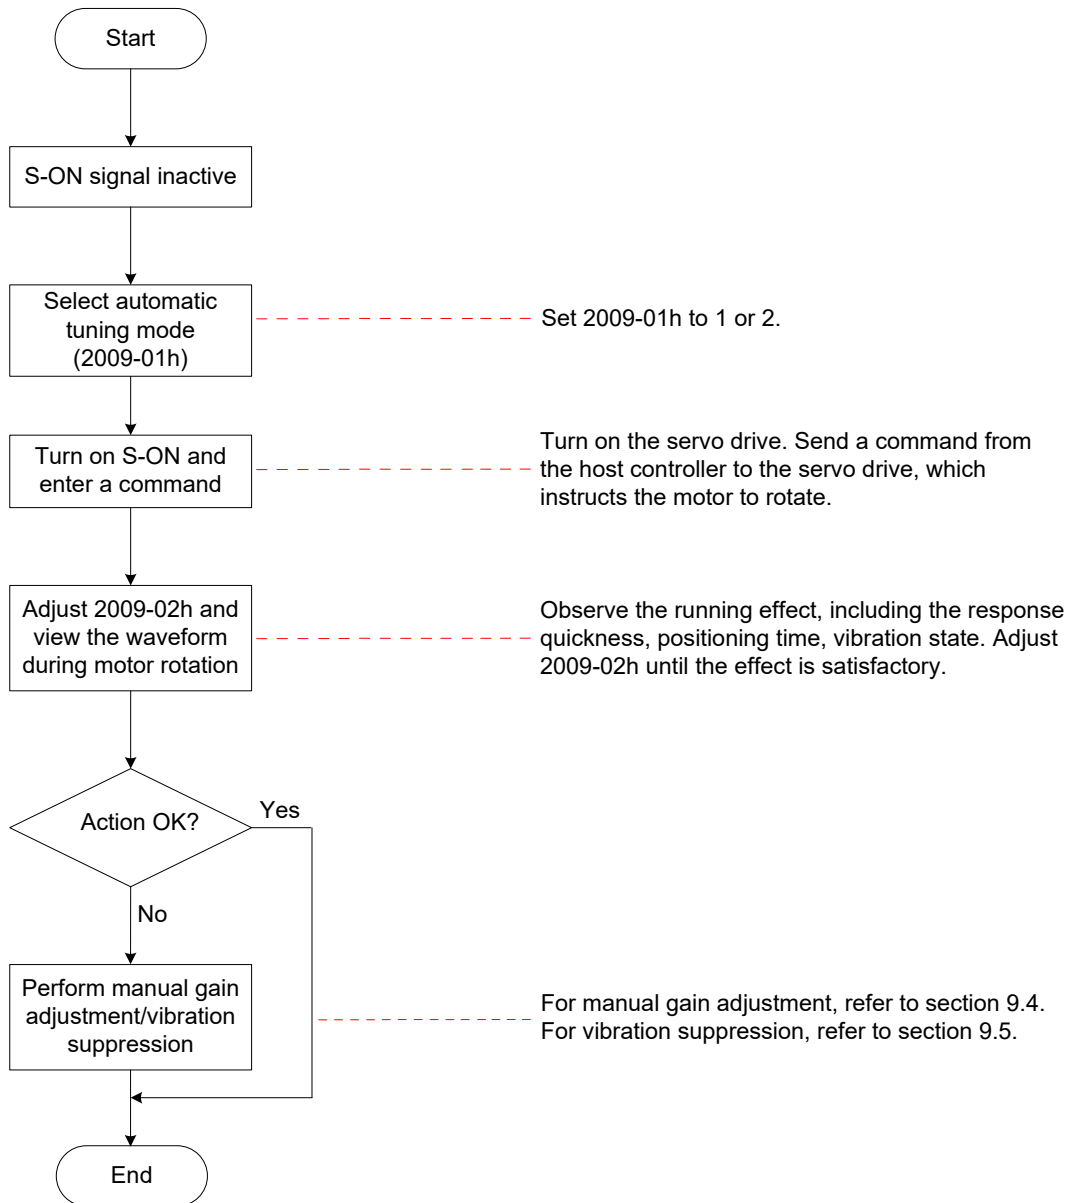 Start
S-ON signal inactive
Select automatic
tuning mode
(2009-01h)
Set 2009-01h to 1 or 2.
Turn on S-ON and
enter a command
Turn on the servo drive. Send a command from
the host controller to the servo drive, which
instructs the motor to rotate.
Adjust 2009-02h and
view the waveform
during motor rotation
Observe the running effect, including the response
quickness, positioning time, vibration state. Adjust
2009-02h until the effect is satisfactory.
Action OK?
Yes
No
Perform manual gain
adjustment/vibration
suppression
For manual gain adjustment, refer to section 9.4.
For vibration suppression, refer to section 9.5.
End